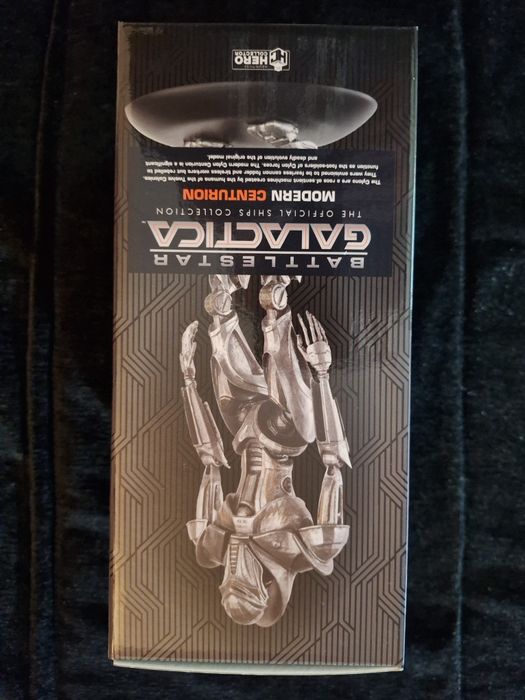 BATTLESTAR
GALACTICA™
THE OFFICIAL SHIPS COLLECTION
MODERN CENTURION
The Cylons are a race of sentient machines created by the humans of the Twelve Colonies.
They were envisioned to be fearless cannon fodder and tireless workers but rebelled to
function as the foot-soldiers of Cylon forces. The modern Cylon Centurion is a significant
and deadly evolution of the original model.
HERO
COLLECTOR